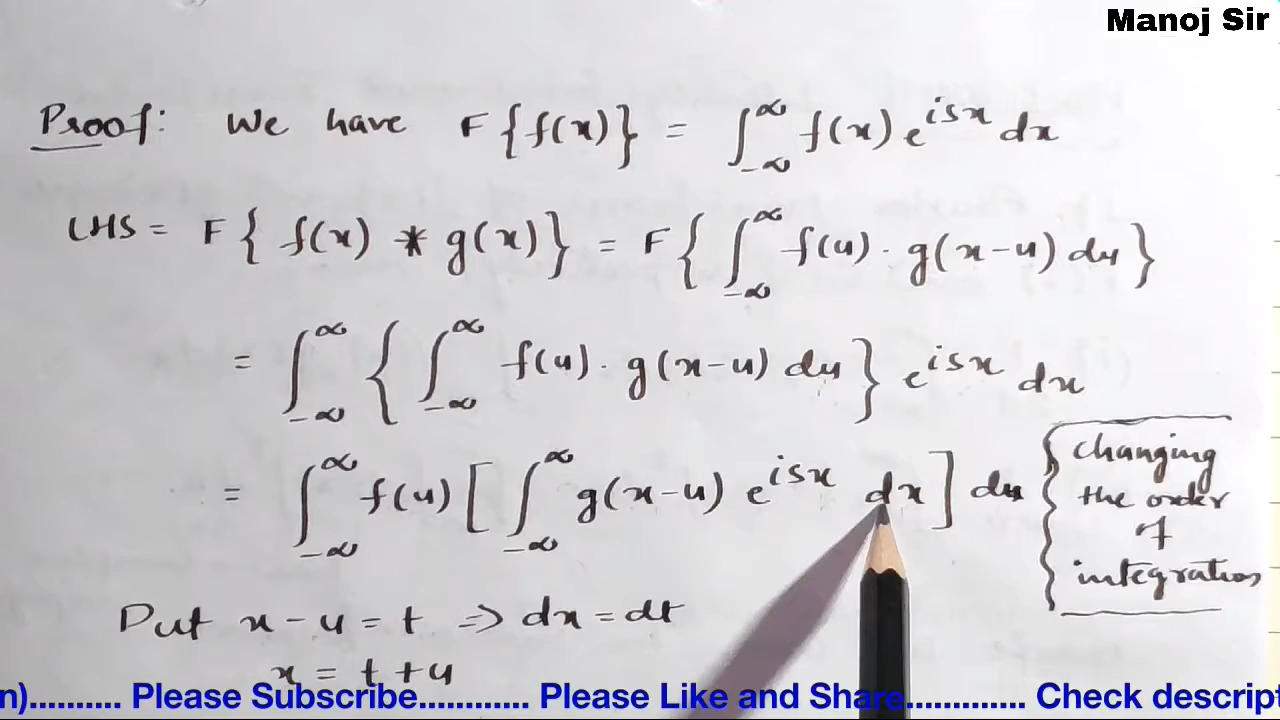 Manoj Sir
Proof: We have F{f(x)} = ∫_{-∞}^{∞} f(x) e^{isx} dx
LHS = F{ f(x) * g(x)} = F{ ∫_{-∞}^{∞} f(u) · g(x-u) du }
= ∫_{-∞}^{∞} { ∫_{-∞}^{∞} f(u) · g(x-u) du } e^{isx} dx
= ∫_{-∞}^{∞} f(u) [ ∫_{-∞}^{∞} g(x-u) e^{isx} dx ] du
changing
the order
of
integration
Put x-u = t ⇒ dx = dt
x = t+u
n).......... Please Subscribe............ Please Like and Share............. Check descript